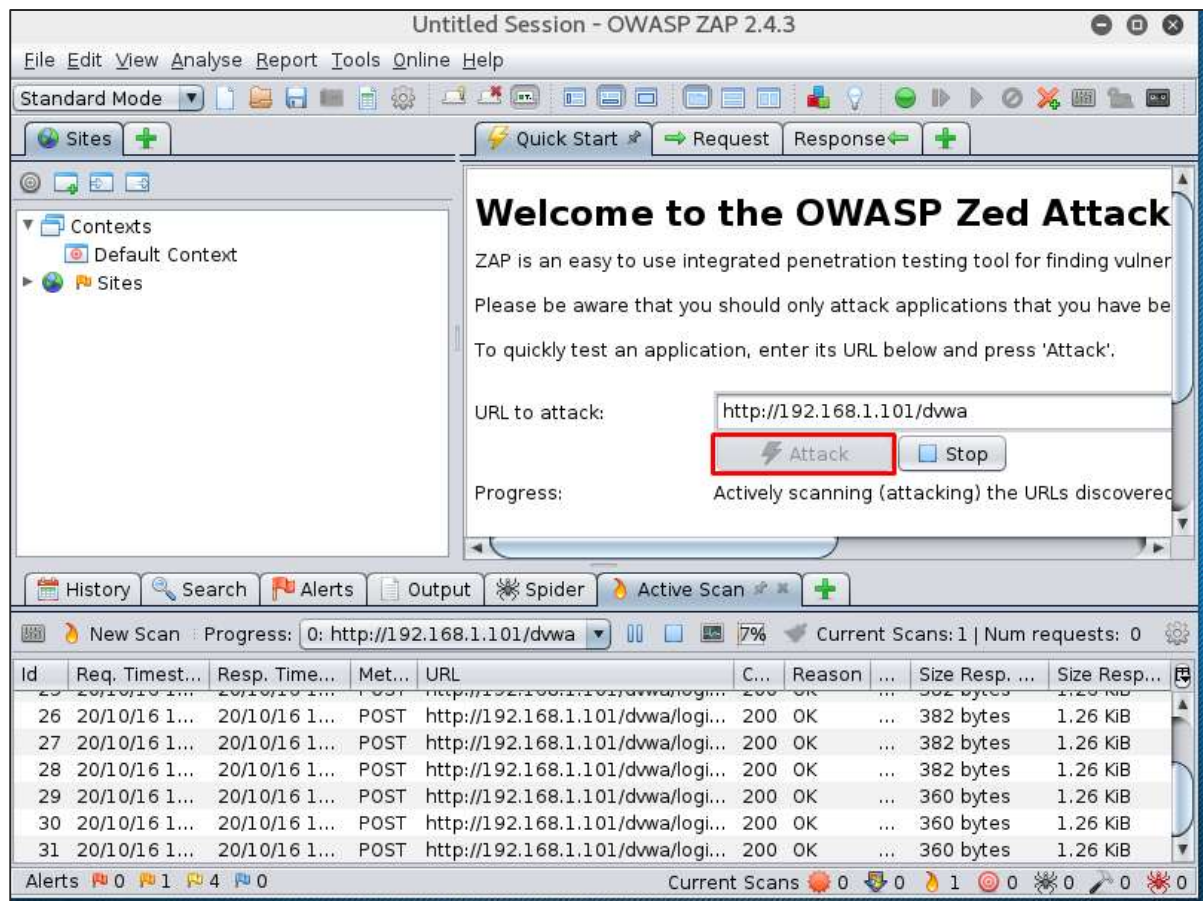 Untitled Session - OWASP ZAP 2.4.3
File Edit View Analyse Report Tools Online Help
Standard Mode
Sites
Quick Start
Request
Response
Contexts
Default Context
Sites
Welcome to the OWASP Zed Attack
ZAP is an easy to use integrated penetration testing tool for finding vulner
Please be aware that you should only attack applications that you have be
To quickly test an application, enter its URL below and press 'Attack'.
URL to attack: http://192.168.1.101/dvwa
Attack Stop
Progress: Actively scanning (attacking) the URLs discovered
History Search Alerts Output Spider Active Scan
New Scan Progress: 0: http://192.168.1.101/dvwa 7% Current Scans: 1 | Num requests: 0
Id Req. Timest... Resp. Time... Met... URL C... Reason ... Size Resp. ... Size Resp...
26 20/10/16 1... 20/10/16 1... POST http://192.168.1.101/dvwa/logi... 200 OK ... 382 bytes 1.26 KiB
27 20/10/16 1... 20/10/16 1... POST http://192.168.1.101/dvwa/logi... 200 OK ... 382 bytes 1.26 KiB
28 20/10/16 1... 20/10/16 1... POST http://192.168.1.101/dvwa/logi... 200 OK ... 382 bytes 1.26 KiB
29 20/10/16 1... 20/10/16 1... POST http://192.168.1.101/dvwa/logi... 200 OK ... 360 bytes 1.26 KiB
30 20/10/16 1... 20/10/16 1... POST http://192.168.1.101/dvwa/logi... 200 OK ... 360 bytes 1.26 KiB
31 20/10/16 1... 20/10/16 1... POST http://192.168.1.101/dvwa/logi... 200 OK ... 360 bytes 1.26 KiB
Alerts 0 1 4 0 Current Scans 0 0 1 0 0 0 0